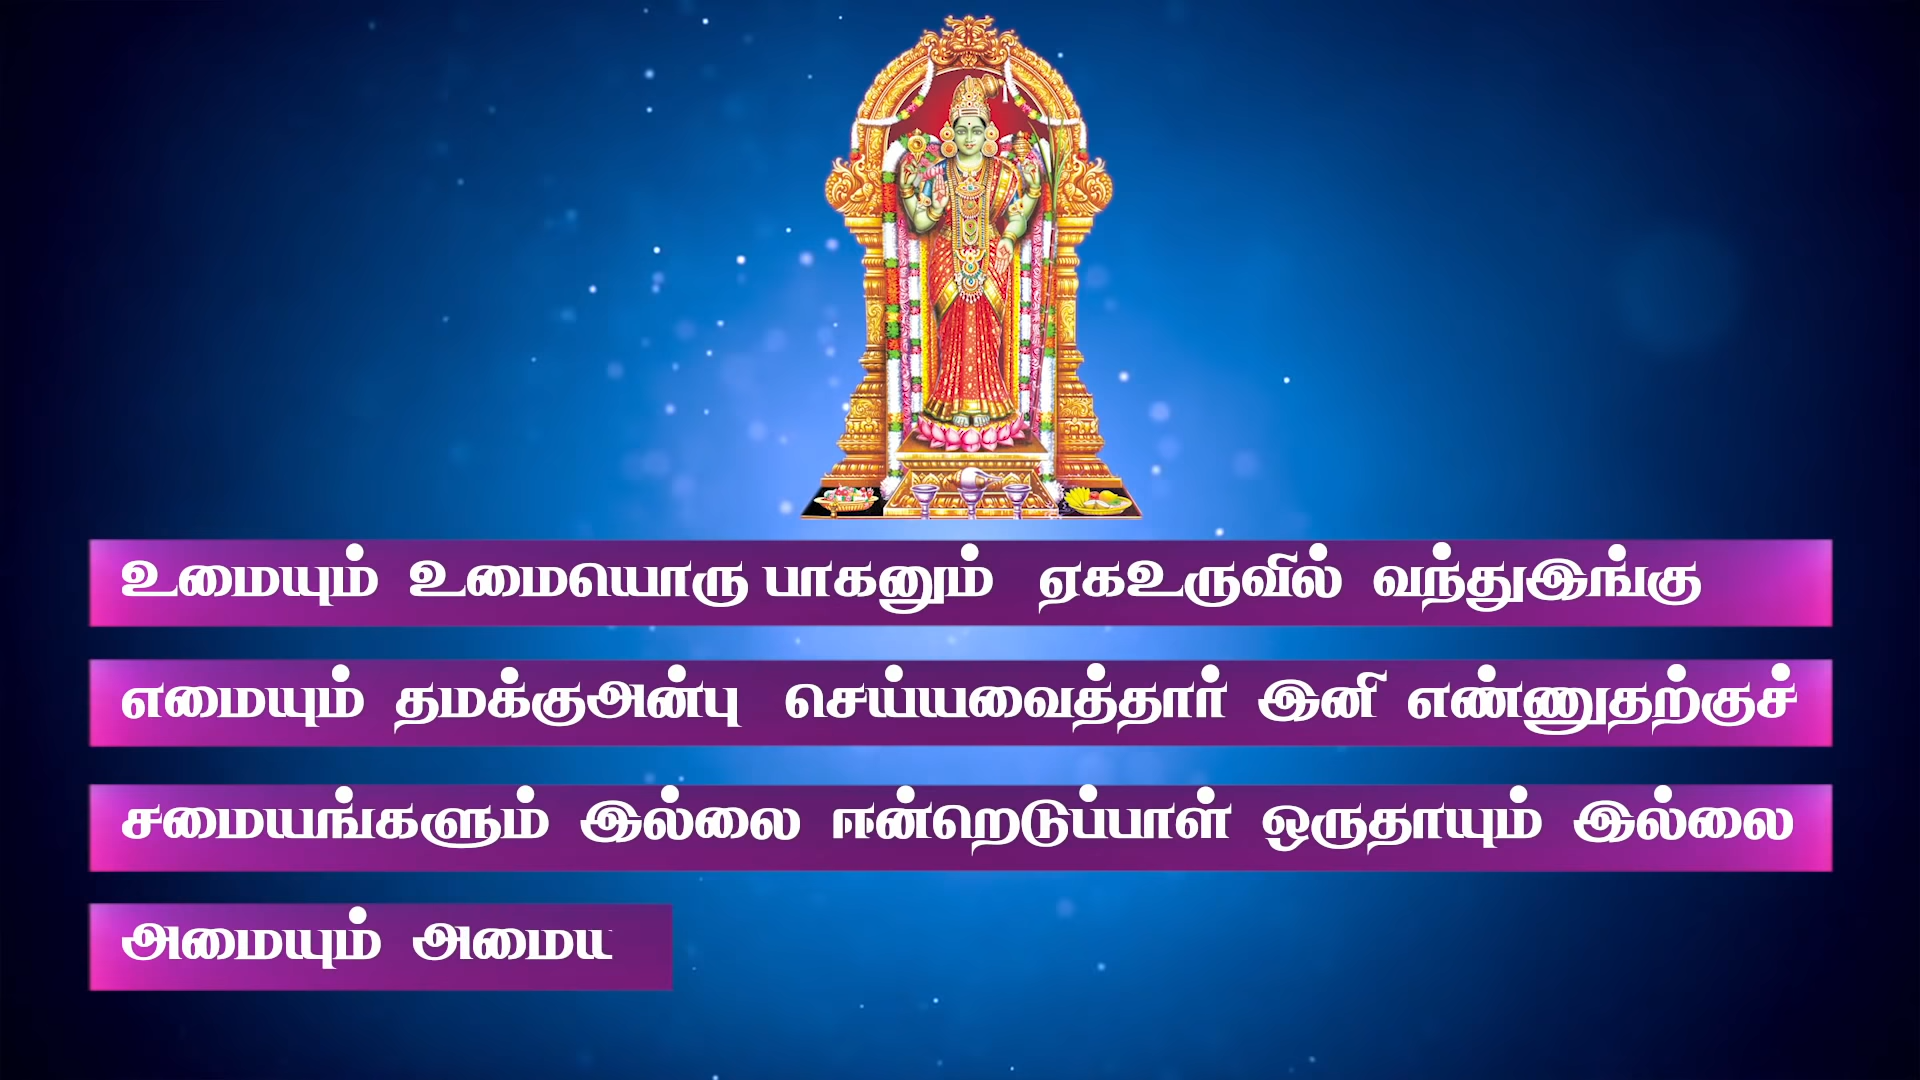 உமையும் உமையொரு பாகனும் ஏகஉருவில் வந்துஇங்கு
எமையும் தமக்குஅன்பு செய்யவைத்தார் இனி எண்ணுதற்குச்
சமையங்களும் இல்லை ஈன்றெடுப்பாள் ஒருதாயும் இல்லை
அமையும்